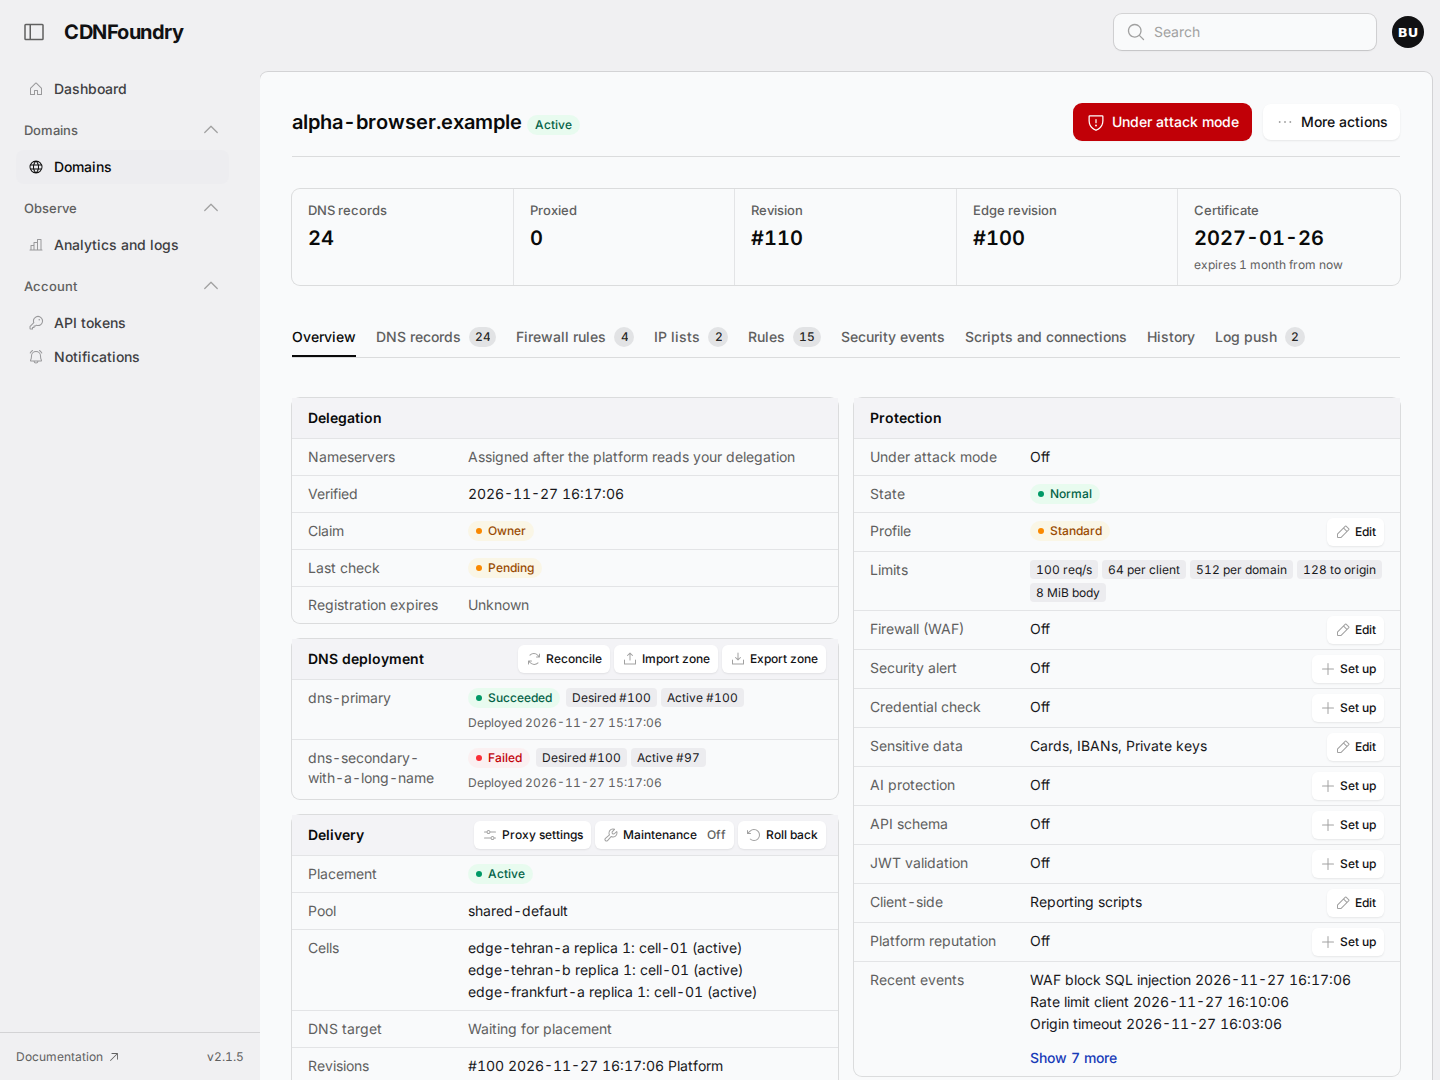 CDNFoundry
Search
BU
Dashboard
Domains
Domains
Observe
Analytics and logs
Account
API tokens
Notifications
Documentation
v2.1.5
alpha-browser.example
Active
Under attack mode
More actions
DNS records
24
Proxied
0
Revision
#110
Edge revision
#100
Certificate
2027-01-26
expires 1 month from now
Overview
DNS records 24
Firewall rules 4
IP lists 2
Rules 15
Security events
Scripts and connections
History
Log push 2
Delegation
Nameservers Assigned after the platform reads your delegation
Verified 2026-11-27 16:17:06
Claim Owner
Last check Pending
Registration expires Unknown
DNS deployment Reconcile Import zone Export zone
dns-primary Succeeded Desired #100 Active #100
Deployed 2026-11-27 15:17:06
dns-secondary- Failed Desired #100 Active #97
with-a-long-name Deployed 2026-11-27 15:17:06
Delivery Proxy settings Maintenance Off Roll back
Placement Active
Pool shared-default
Cells edge-tehran-a replica 1: cell-01 (active)
edge-tehran-b replica 1: cell-01 (active)
edge-frankfurt-a replica 1: cell-01 (active)
DNS target Waiting for placement
Revisions #100 2026-11-27 16:17:06 Platform
Protection
Under attack mode Off
State Normal
Profile Standard Edit
Limits 100 req/s 64 per client 512 per domain 128 to origin
8 MiB body
Firewall (WAF) Off Edit
Security alert Off Set up
Credential check Off Set up
Sensitive data Cards, IBANs, Private keys Edit
AI protection Off Set up
API schema Off Set up
JWT validation Off Set up
Client-side Reporting scripts Edit
Platform reputation Off Set up
Recent events WAF block SQL injection 2026-11-27 16:17:06
Rate limit client 2026-11-27 16:10:06
Origin timeout 2026-11-27 16:03:06
Show 7 more